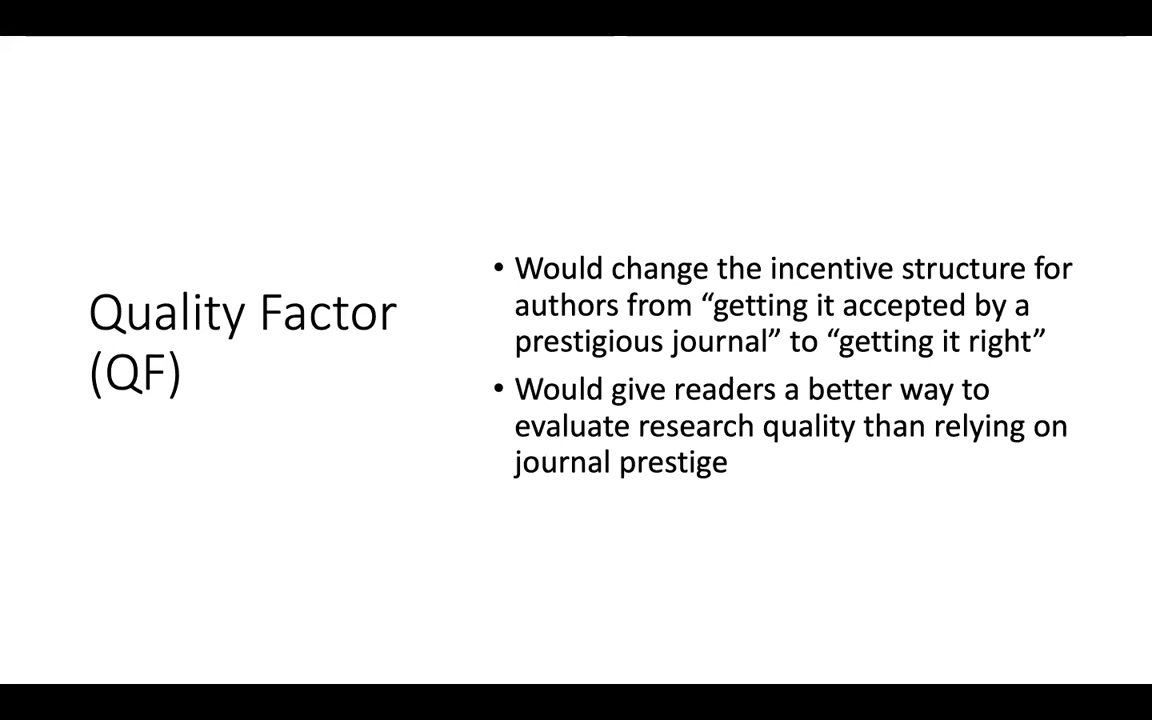 Quality Factor
(QF)
• Would change the incentive structure for
authors from “getting it accepted by a
prestigious journal” to “getting it right”
• Would give readers a better way to
evaluate research quality than relying on
journal prestige